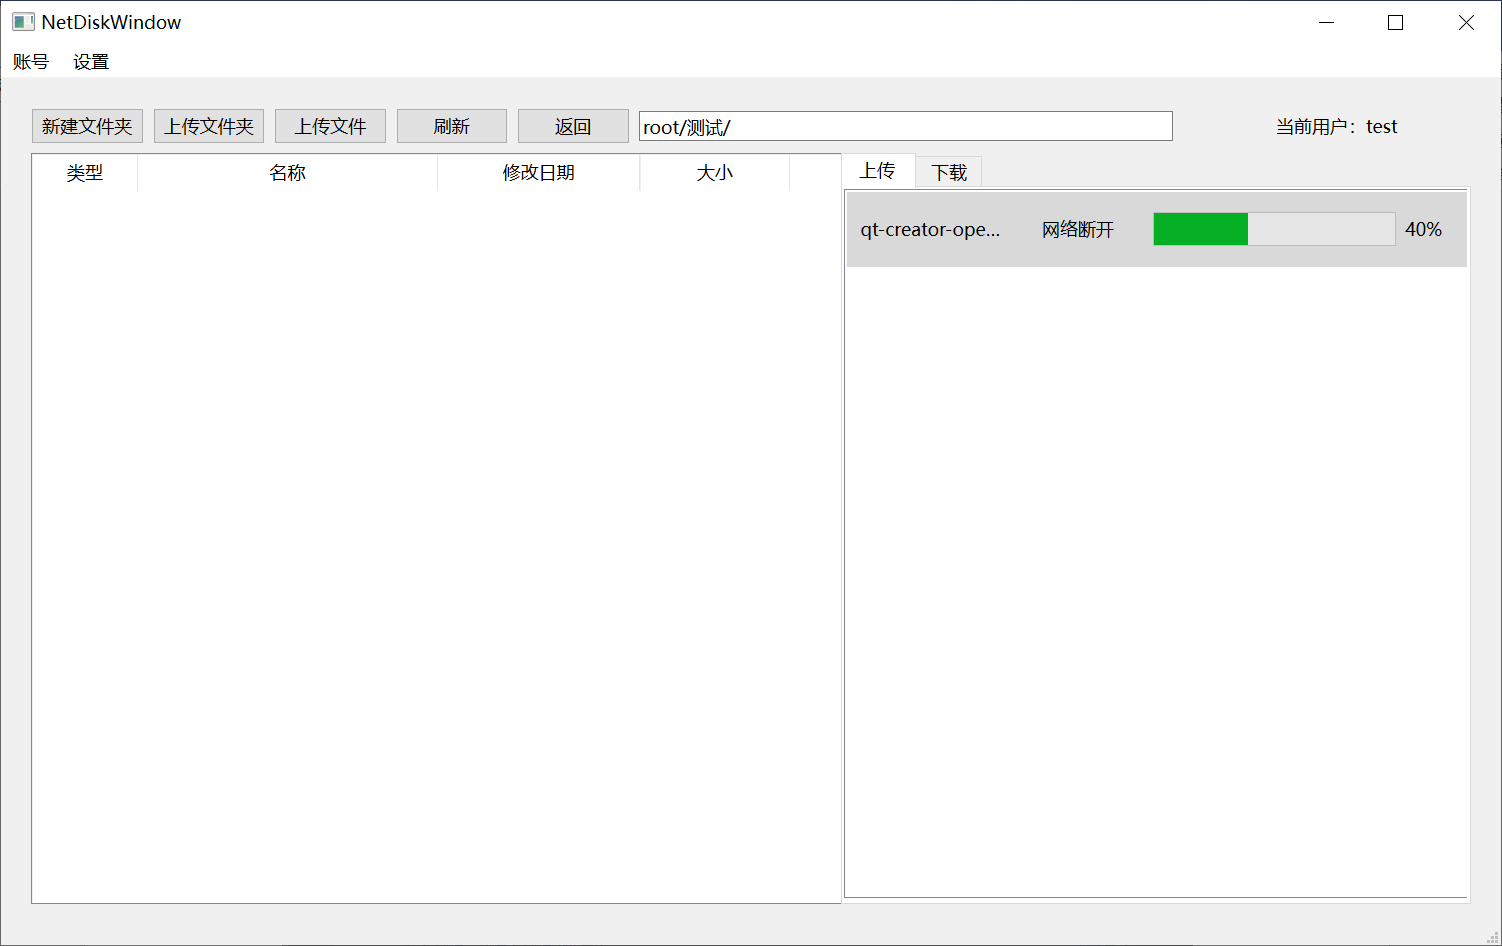 NetDiskWindow
账号 设置
新建文件夹 上传文件夹 上传文件 刷新 返回 root/测试/ 当前用户：test
类型 名称 修改日期 大小 上传 下载
qt-creator-ope... 网络断开 40%